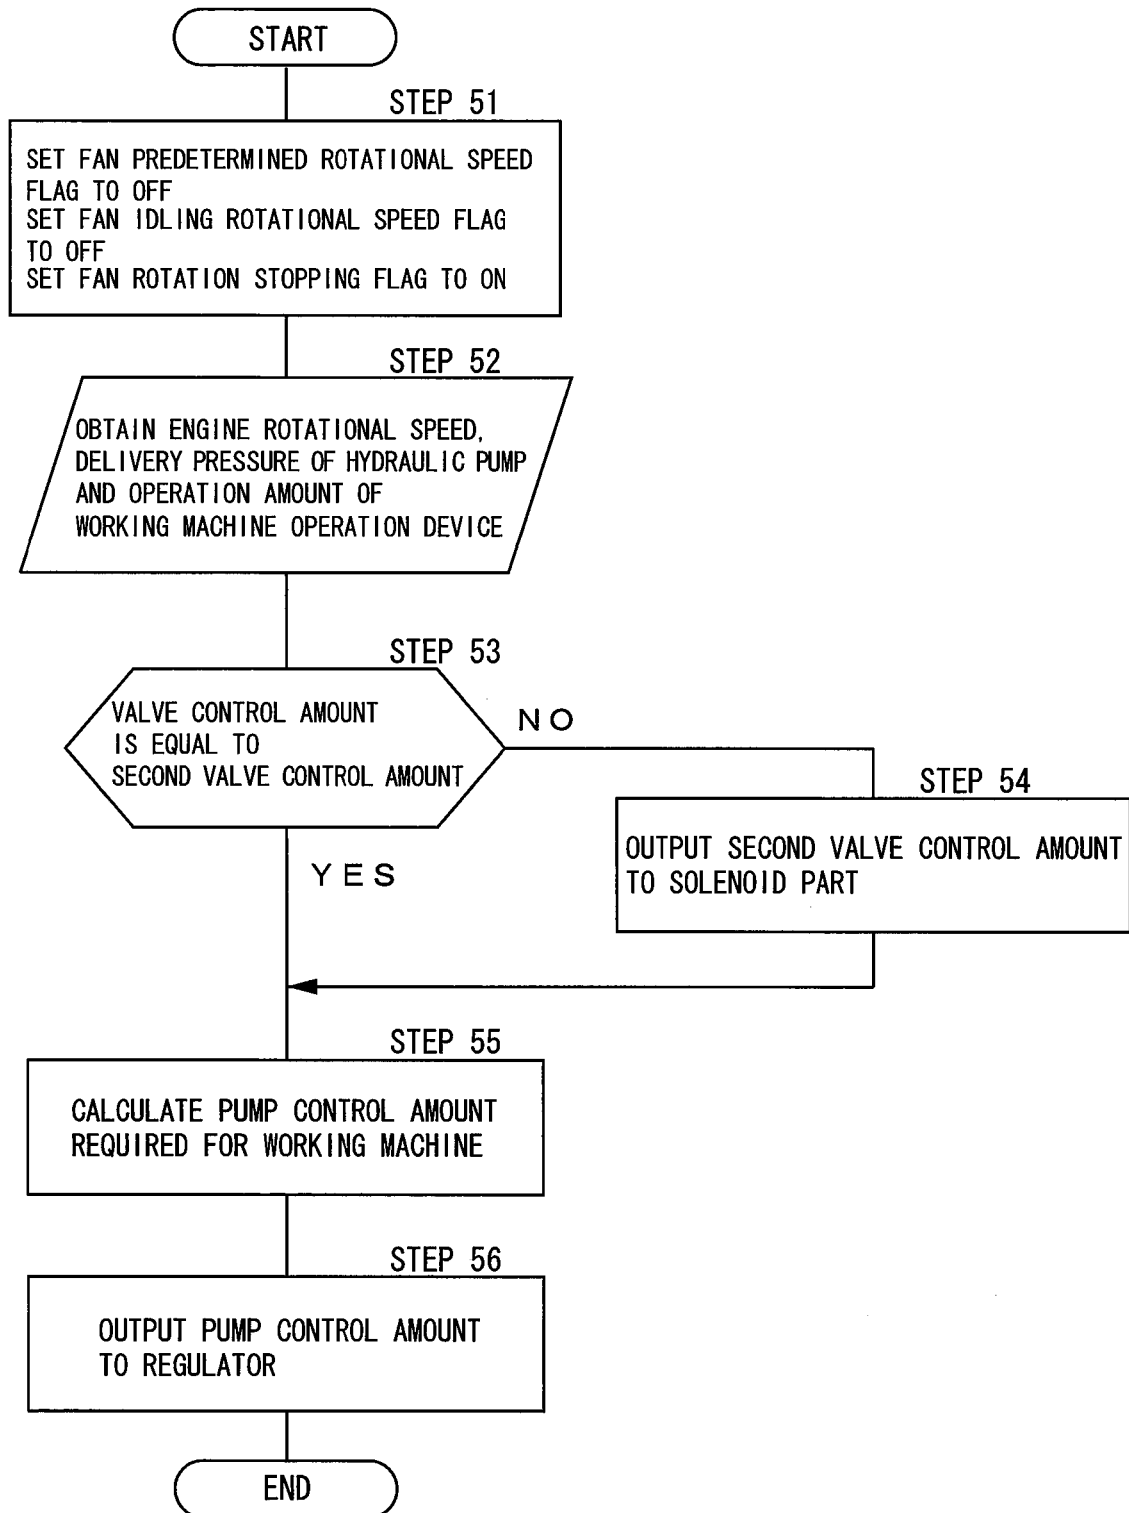 START
STEP 51
SET FAN PREDETERMINED ROTATIONAL SPEED
FLAG TO OFF
SET FAN IDLING ROTATIONAL SPEED FLAG
TO OFF
SET FAN ROTATION STOPPING FLAG TO ON
STEP 52
OBTAIN ENGINE ROTATIONAL SPEED,
DELIVERY PRESSURE OF HYDRAULIC PUMP
AND OPERATION AMOUNT OF
WORKING MACHINE OPERATION DEVICE
STEP 53
VALVE CONTROL AMOUNT
IS EQUAL TO
SECOND VALVE CONTROL AMOUNT
NO
YES
STEP 54
OUTPUT SECOND VALVE CONTROL AMOUNT
TO SOLENOID PART
STEP 55
CALCULATE PUMP CONTROL AMOUNT
REQUIRED FOR WORKING MACHINE
STEP 56
OUTPUT PUMP CONTROL AMOUNT
TO REGULATOR
END